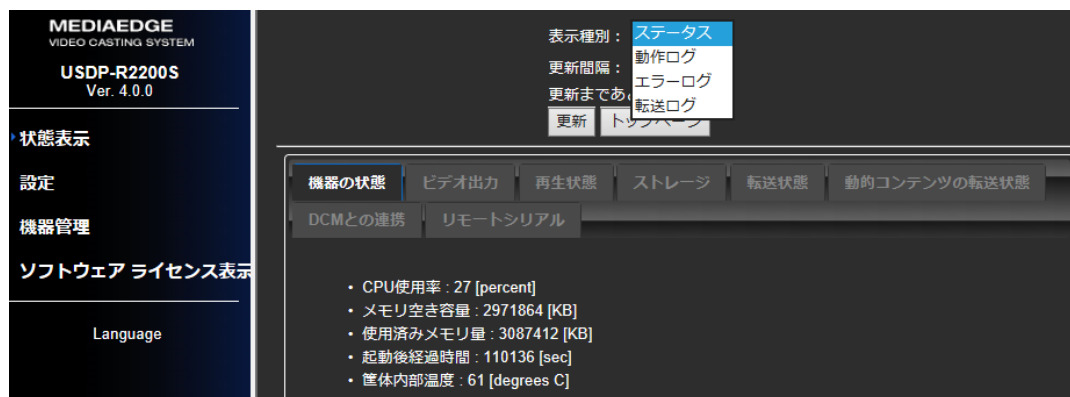 MEDIAEDGE
VIDEO CASTING SYSTEM
USDP-R2200S
Ver. 4.0.0
状態表示
設定
機器管理
ソフトウェア ライセンス表示
Language
表示種別： ステータス
動作ログ
エラーログ
転送ログ
更新間隔：
更新まであ
更新 トップページ
機器の状態 ビデオ出力 再生状態 ストレージ 転送状態 動的コンテンツの転送状態
DCMとの連携 リモートシリアル
• CPU使用率 : 27 [percent]
• メモリ空き容量 : 2971864 [KB]
• 使用済みメモリ量 : 3087412 [KB]
• 起動後経過時間 : 110136 [sec]
• 筐体内部温度 : 61 [degrees C]